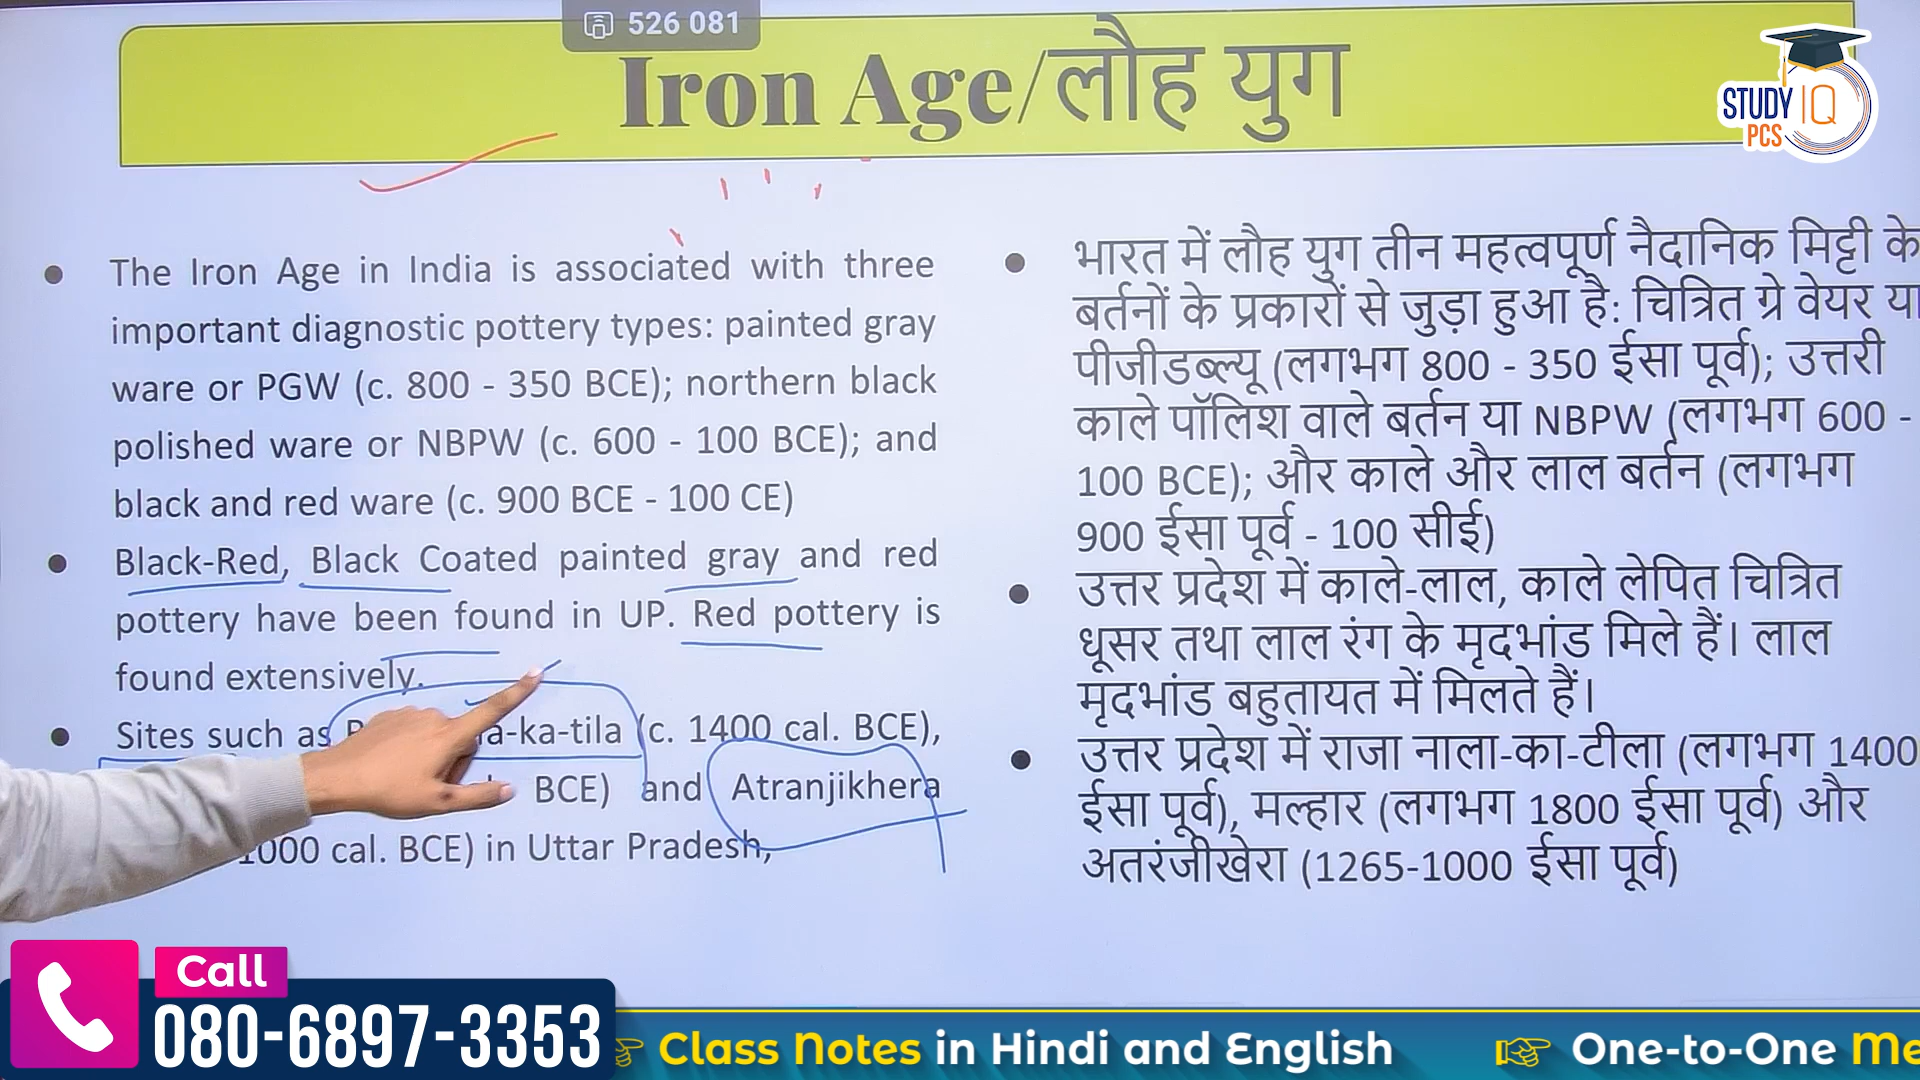 526 081
Iron Age/लौह युग
STUDY IQ
PCS
The Iron Age in India is associated with three
important diagnostic pottery types: painted gray
ware or PGW (c. 800 - 350 BCE); northern black
polished ware or NBPW (c. 600 - 100 BCE); and
black and red ware (c. 900 BCE - 100 CE)
Black-Red, Black Coated painted gray and red
pottery have been found in UP. Red pottery is
found extensively.
Sites such as -ka-tila (c. 1400 cal. BCE),
BCE) and Atranjikhera
1000 cal. BCE) in Uttar Pradesh,
भारत में लौह युग तीन महत्वपूर्ण नैदानिक मिट्टी के
बर्तनों के प्रकारों से जुड़ा हुआ है: चित्रित ग्रे वेयर या
पीजीडब्ल्यू (लगभग 800 - 350 ईसा पूर्व); उत्तरी
काले पॉलिश वाले बर्तन या NBPW (लगभग 600 -
100 BCE); और काले और लाल बर्तन (लगभग
900 ईसा पूर्व - 100 सीई)
उत्तर प्रदेश में काले-लाल, काले लेपित चित्रित
धूसर तथा लाल रंग के मृदभांड मिले हैं। लाल
मृदभांड बहुतायत में मिलते हैं।
उत्तर प्रदेश में राजा नाला-का-टीला (लगभग 1400
ईसा पूर्व), मल्हार (लगभग 1800 ईसा पूर्व) और
अतरंजीखेरा (1265-1000 ईसा पूर्व)
Call
080-6897-3353
Class Notes in Hindi and English
One-to-One Me